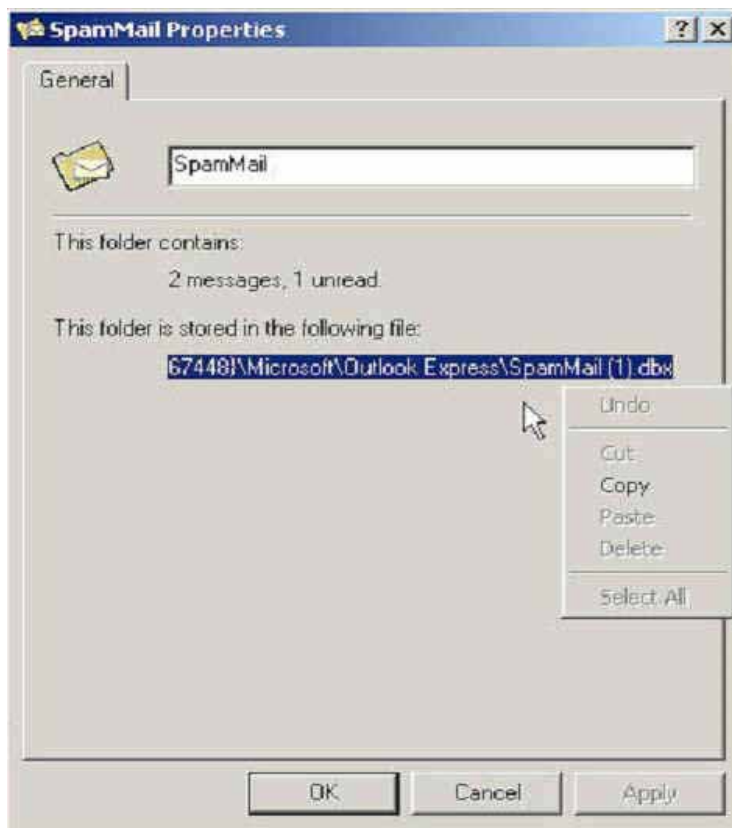 SpamMail Properties
General
SpamMail
This folder contains:
2 messages, 1 unread
This folder is stored in the following file:
67448}\Microsoft\Outlook Express\SpamMail (1).dbx
Undo
Cut
Copy
Paste
Delete
Select All
OK
Cancel
Apply